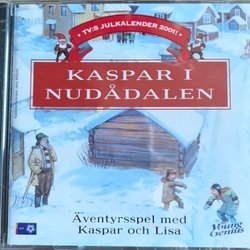 TV:S JULKALENDER 2001!
KASPAR I
NUDÅDALEN
Äventyrsspel med
Kaspar och Lisa
Young
Genius